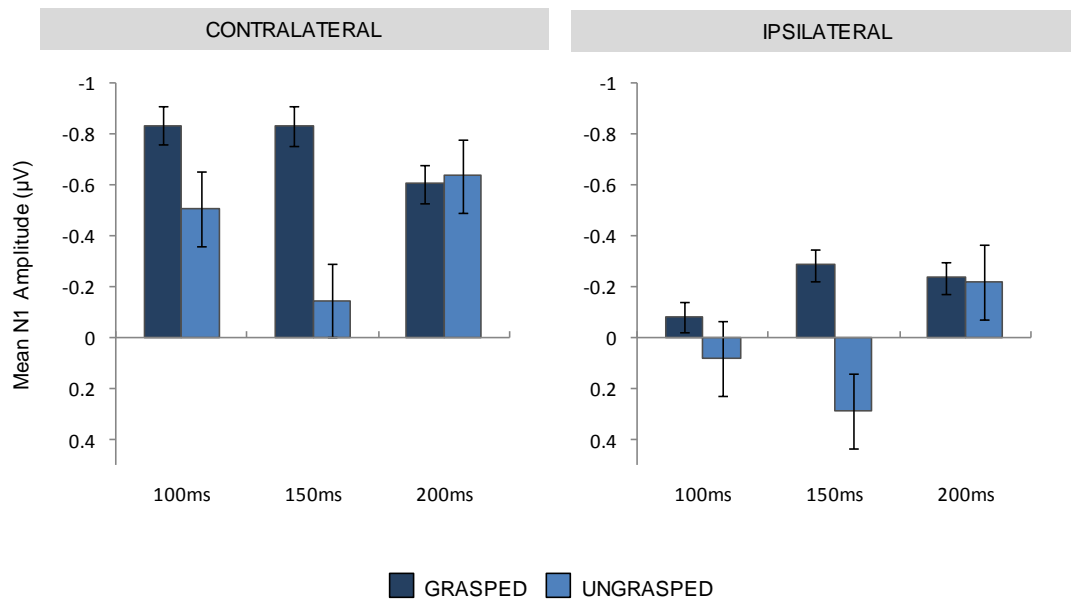 CONTRALATERAL
IPSILATERAL
Mean N1 Amplitude (µV)
-1
-0.8
-0.6
-0.4
-0.2
0
0.2
0.4
100ms 150ms 200ms
-1
-0.8
-0.6
-0.4
-0.2
0
0.2
0.4
100ms 150ms 200ms
GRASPED UNGRASPED